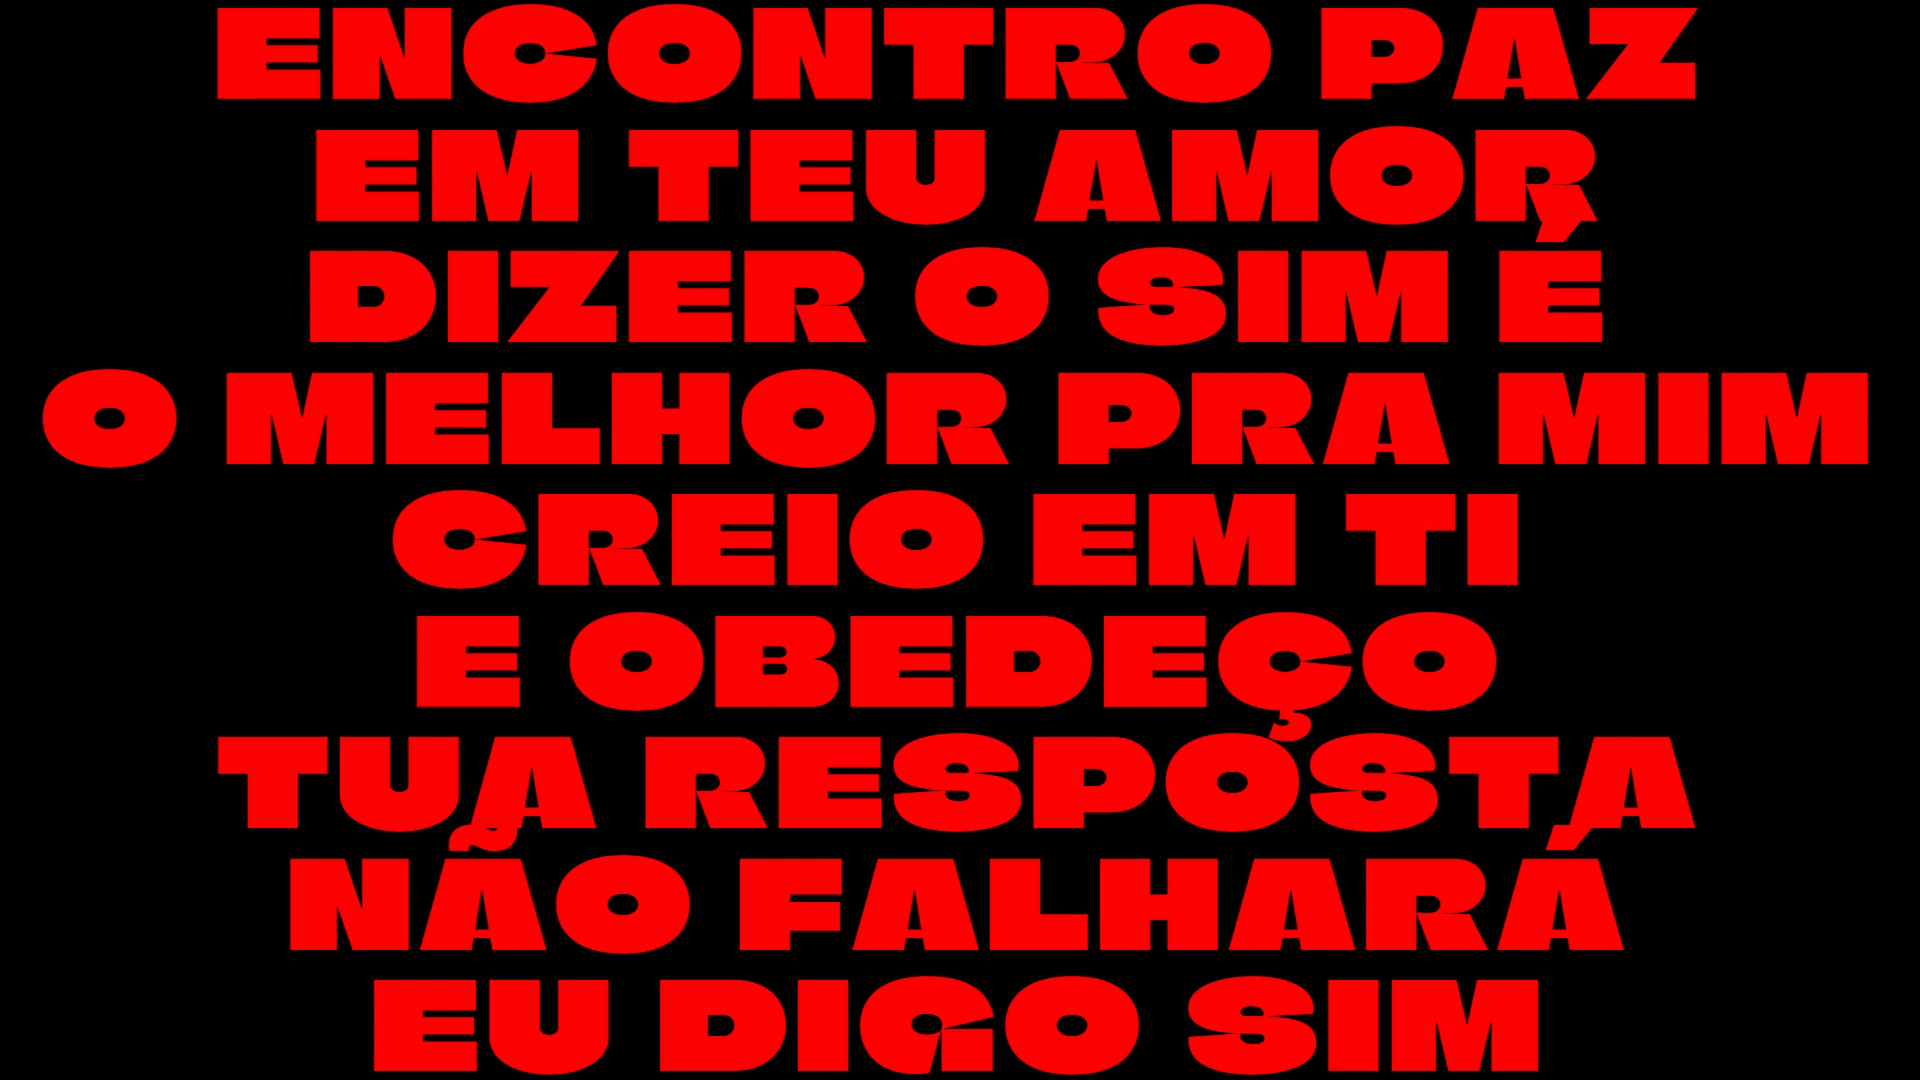 ENCONTRO PAZ
EM TEU AMOR
DIZER O SIM É
O MELHOR PRA MIM
CREIO EM TI
E OBEDEÇO
TUA RESPOSTA
NÃO FALHARÁ
EU DIGO SIM